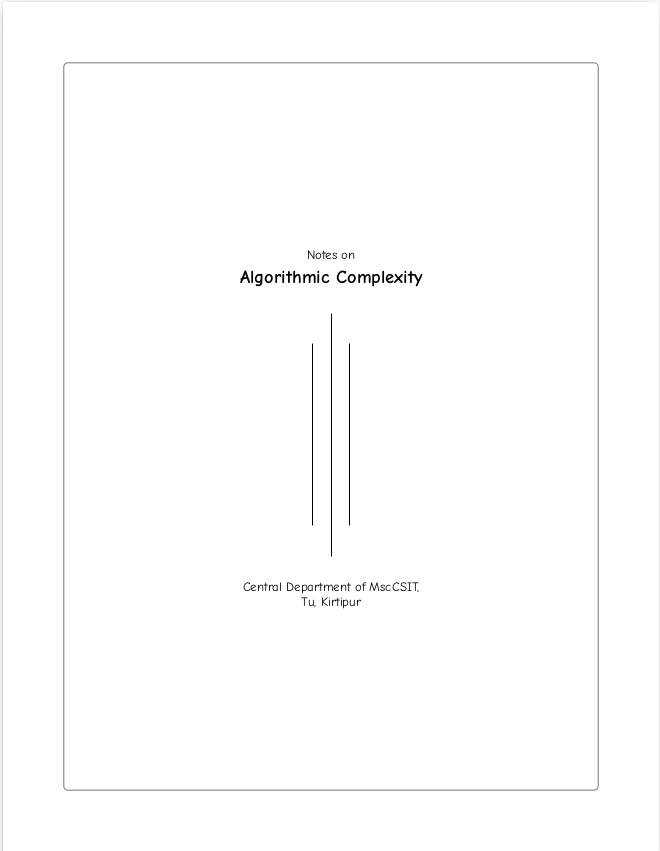 Notes on
Algorithmic Complexity
Central Department of MscCSIT,
Tu, Kirtipur